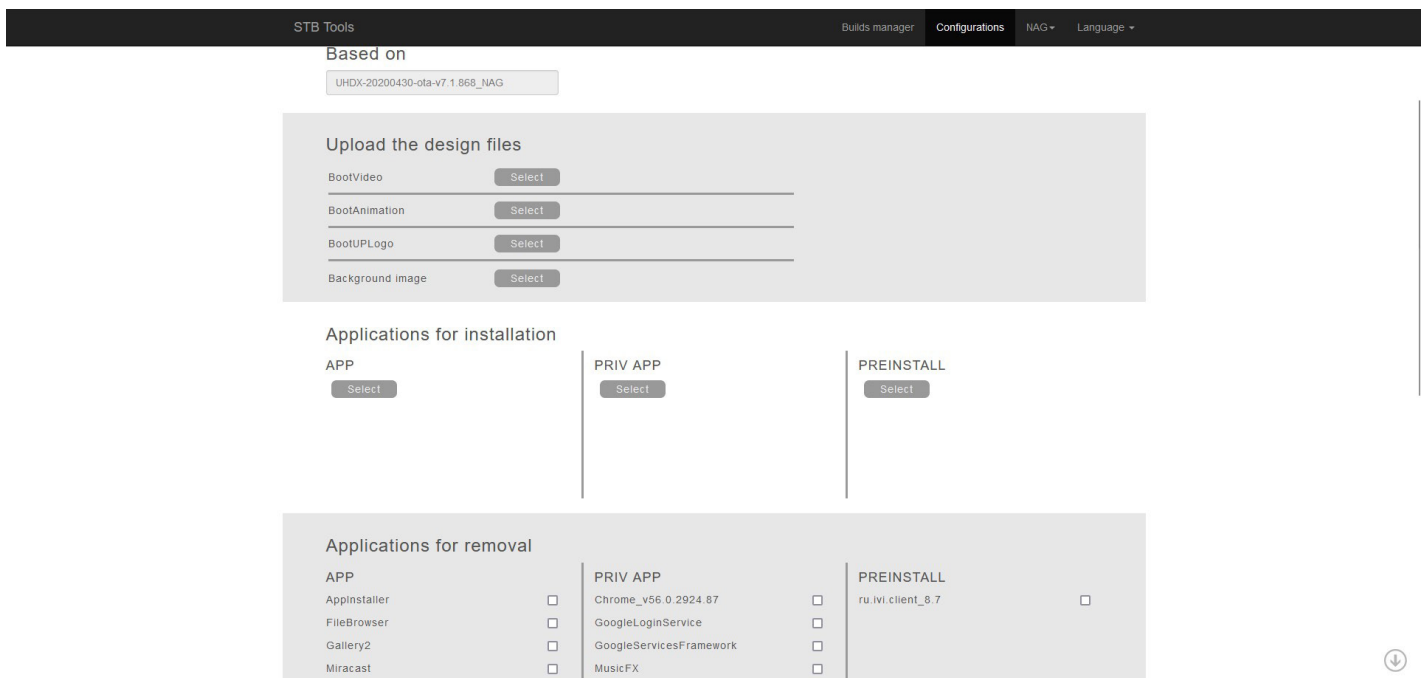 STB Tools
Builds manager
Configurations
NAG
Language
Based on
UHDX-20200430-ota-v7.1.868_NAG
Upload the design files
BootVideo
Select
BootAnimation
Select
BootUPLogo
Select
Background image
Select
Applications for installation
APP
Select
PRIV APP
Select
PREINSTALL
Select
Applications for removal
APP
AppInstaller
FileBrowser
Gallery2
Miracast
PRIV APP
Chrome_v56.0.2924.87
GoogleLoginService
GoogleServicesFramework
MusicFX
PREINSTALL
ru.ivi.client_8.7